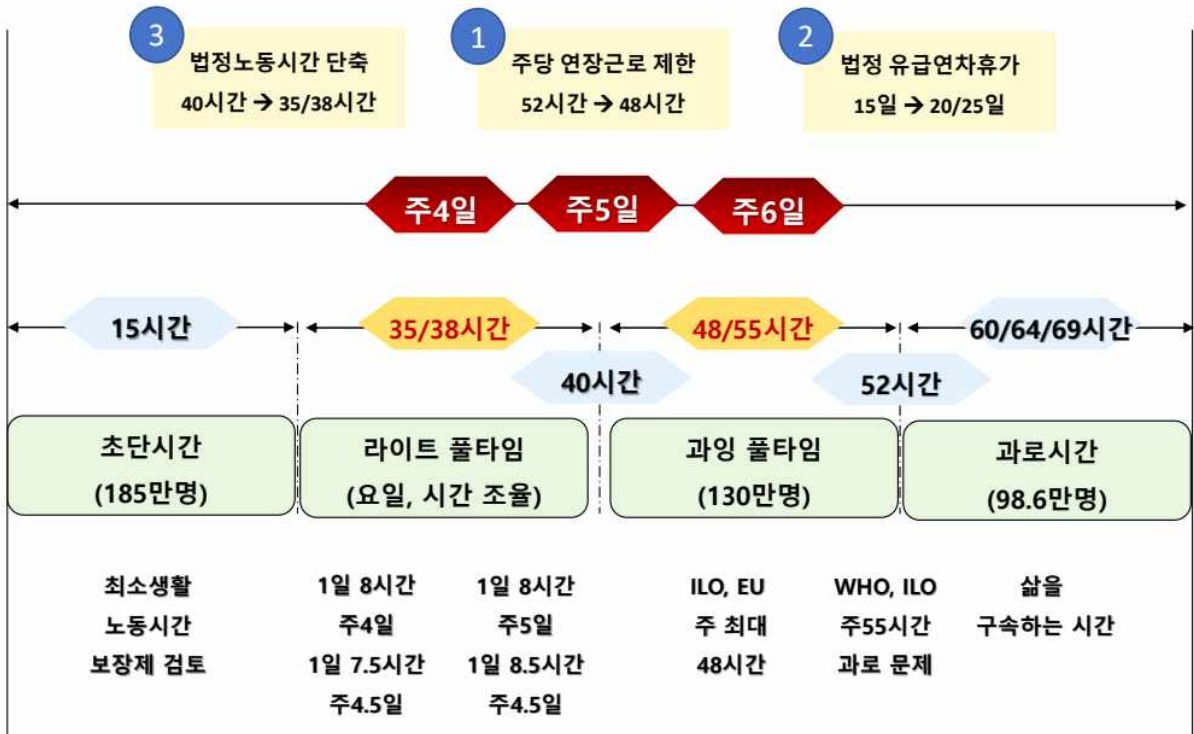 3
법정노동시간 단축
40시간 → 35/38시간
1
주당 연장근로 제한
52시간 → 48시간
2
법정 유급연차휴가
15일 → 20/25일
주4일
주5일
주6일
15시간
35/38시간
48/55시간
60/64/69시간
40시간
52시간
초단시간
(185만명)
라이트 풀타임
(요일, 시간 조율)
과잉 풀타임
(130만명)
과로시간
(98.6만명)
최소생활
노동시간
보장제 검토
1일 8시간
주4일
1일 7.5시간
주4.5일
1일 8시간
주5일
1일 8.5시간
주4.5일
ILO, EU
주 최대
48시간
WHO, ILO
주55시간
과로 문제
삶을
구속하는 시간